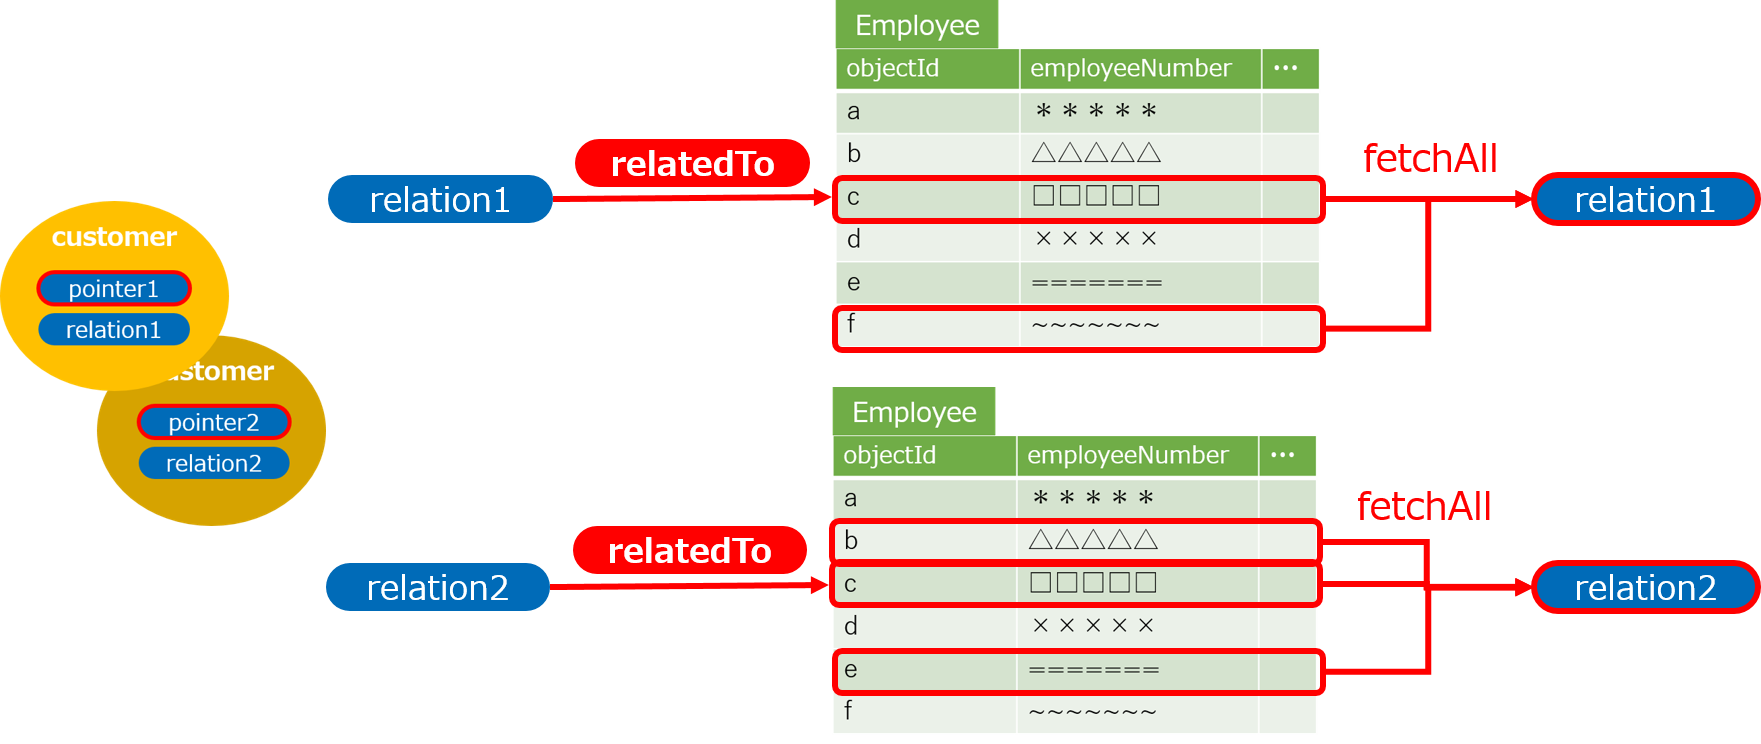 customer
pointer1
relation1
ustomer
pointer2
relation2
relation1
relatedTo
Employee
objectId employeeNumber …
a ＊＊＊＊＊
b △△△△△
c □□□□□
d ×××××
e =======
f ~~~~~~~
fetchAll
relation1
relation2
relatedTo
Employee
objectId employeeNumber …
a ＊＊＊＊＊
b △△△△△
c □□□□□
d ×××××
e =======
f ~~~~~~~
fetchAll
relation2